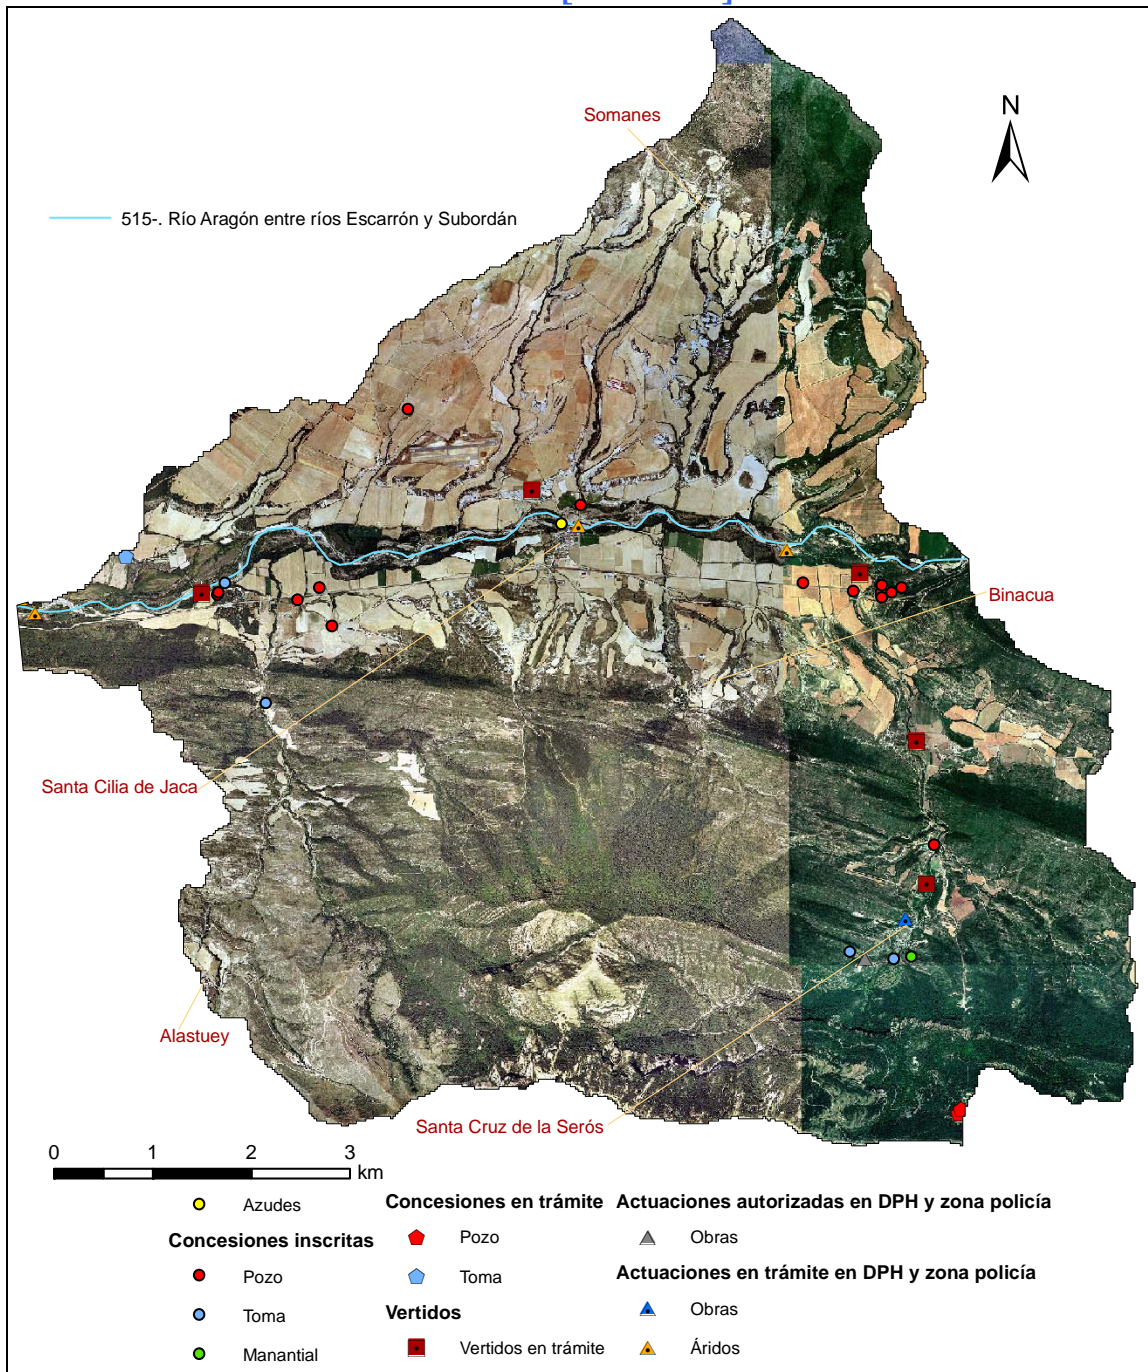 Somanes
N
515-. Río Aragón entre ríos Escarrón y Subordán
Binacua
Santa Cilia de Jaca
Alastuey
Santa Cruz de la Serós
0 1 2 3
km
Azudes
Concesiones inscritas
Pozo
Toma
Manantial
Concesiones en trámite
Pozo
Toma
Vertidos
Vertidos en trámite
Actuaciones autorizadas en DPH y zona policía
Obras
Actuaciones en trámite en DPH y zona policía
Obras
Áridos